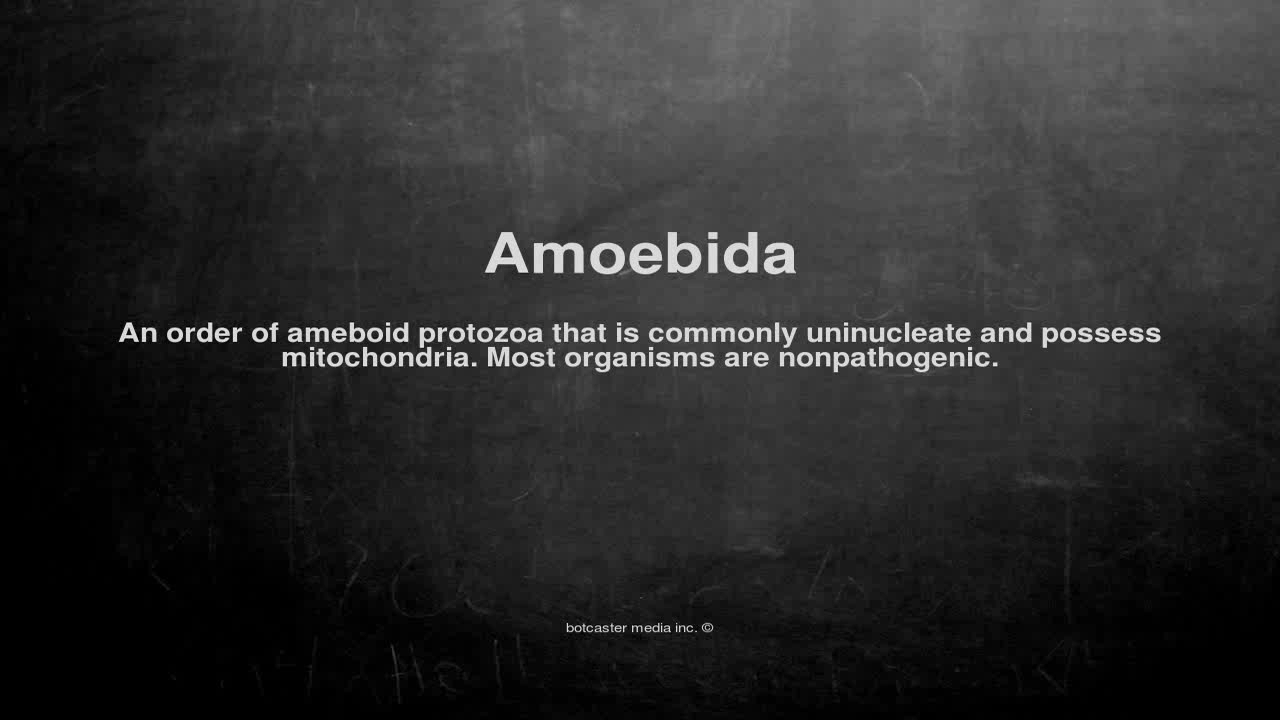 Amoebida
An order of ameboid protozoa that is commonly uninucleate and possess
mitochondria. Most organisms are nonpathogenic.
botcaster media inc. ©